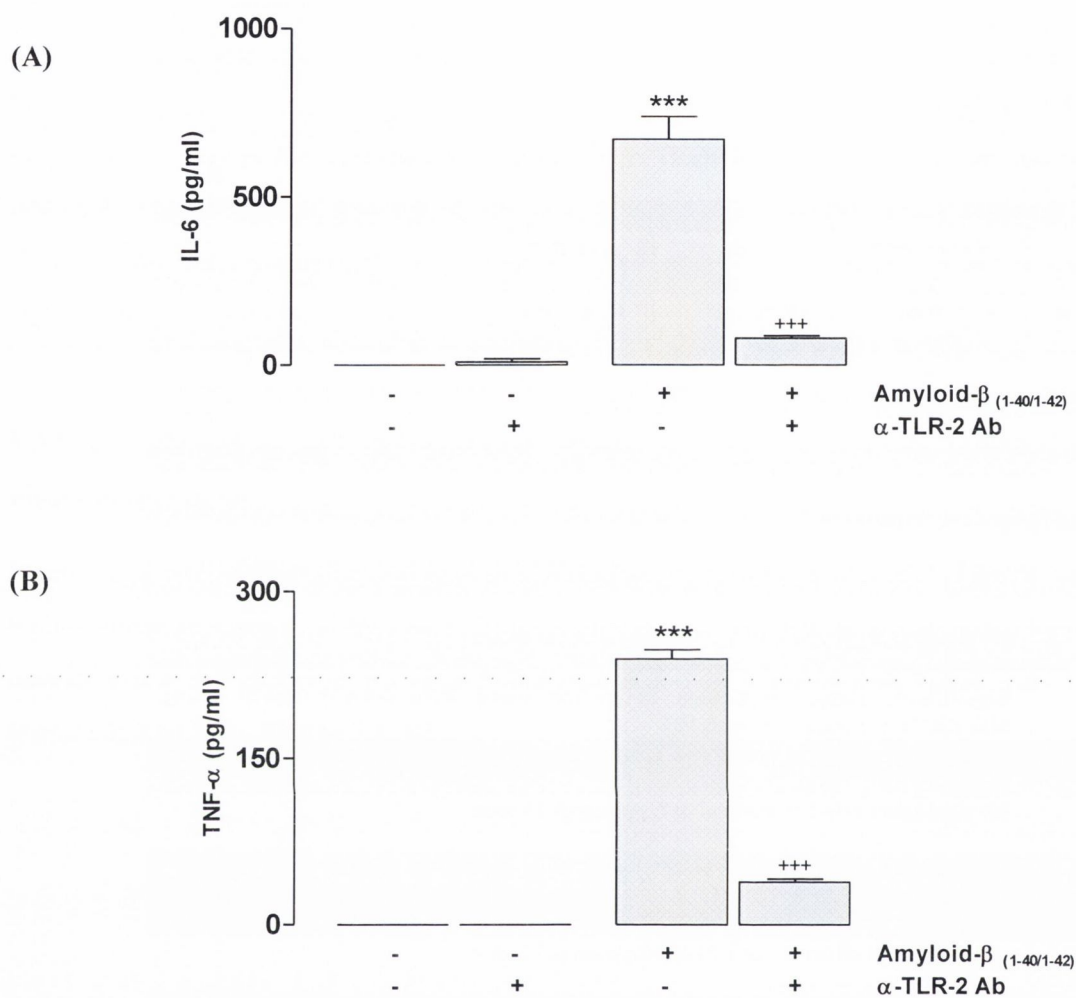 (A)
1000
500
0
IL-6 (pg/ml)
***
+++
- - + + Amyloid-β (1-40/1-42)
- + - + α-TLR-2 Ab
(B)
300
150
0
TNF-α (pg/ml)
***
+++
- - + + Amyloid-β (1-40/1-42)
- + - + α-TLR-2 Ab